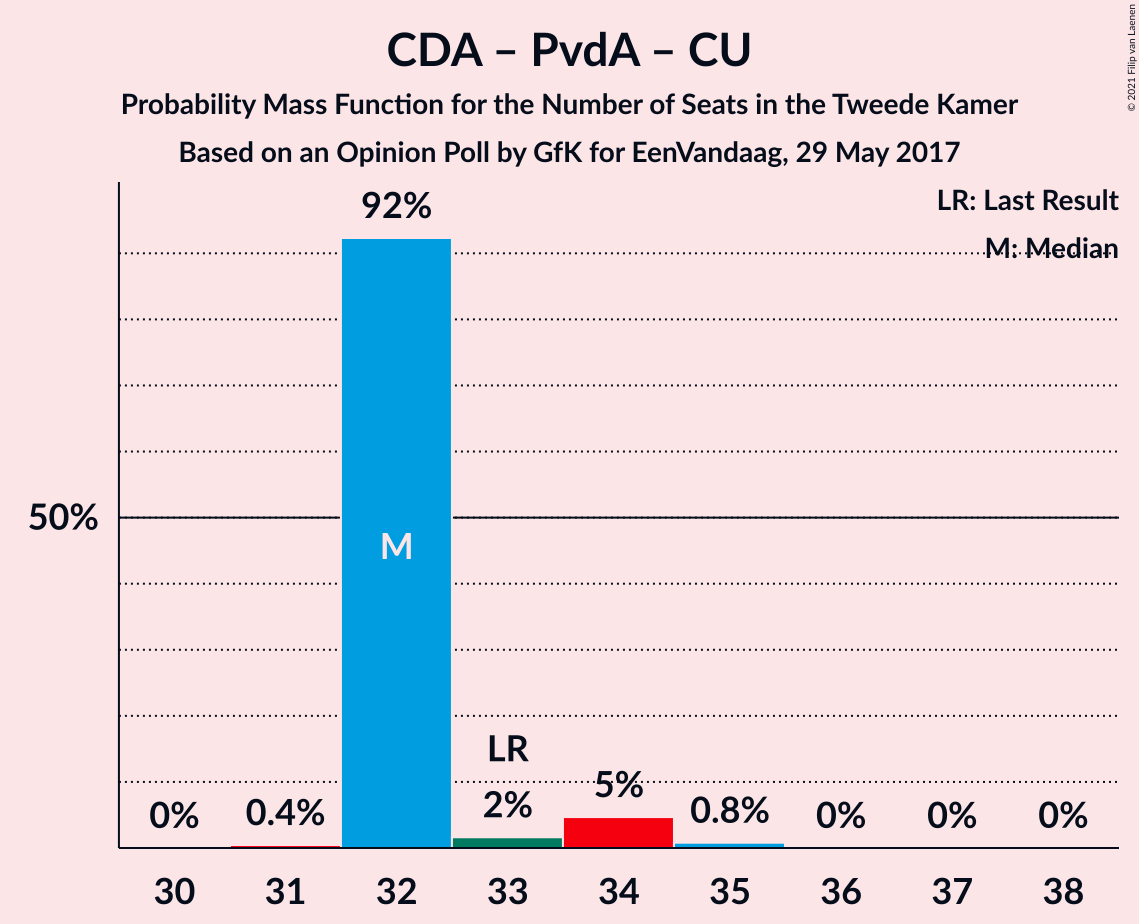 CDA – PvdA – CU
Probability Mass Function for the Number of Seats in the Tweede Kamer
Based on an Opinion Poll by GfK for EenVandaag, 29 May 2017
© 2021 Filip van Laenen
LR: Last Result
M: Median
92%
50%
M
LR
0%
0.4%
2%
5%
0.8%
0%
0%
0%
30 31 32 33 34 35 36 37 38